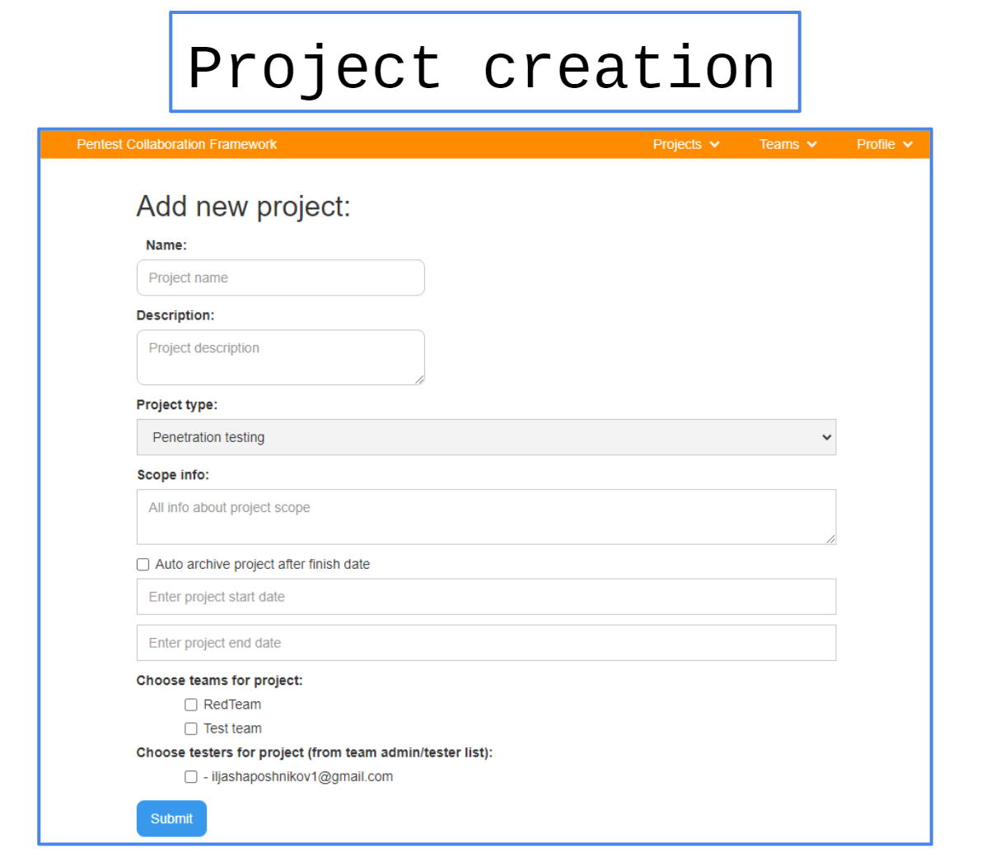 Project creation
Pentest Collaboration Framework Projects Teams Profile
Add new project:
Name:
Project name
Description:
Project description
Project type:
Penetration testing
Scope info:
All info about project scope
Auto archive project after finish date
Enter project start date
Enter project end date
Choose teams for project:
RedTeam
Test team
Choose testers for project (from team admin/tester list):
- iljashaposhnikov1@gmail.com
Submit